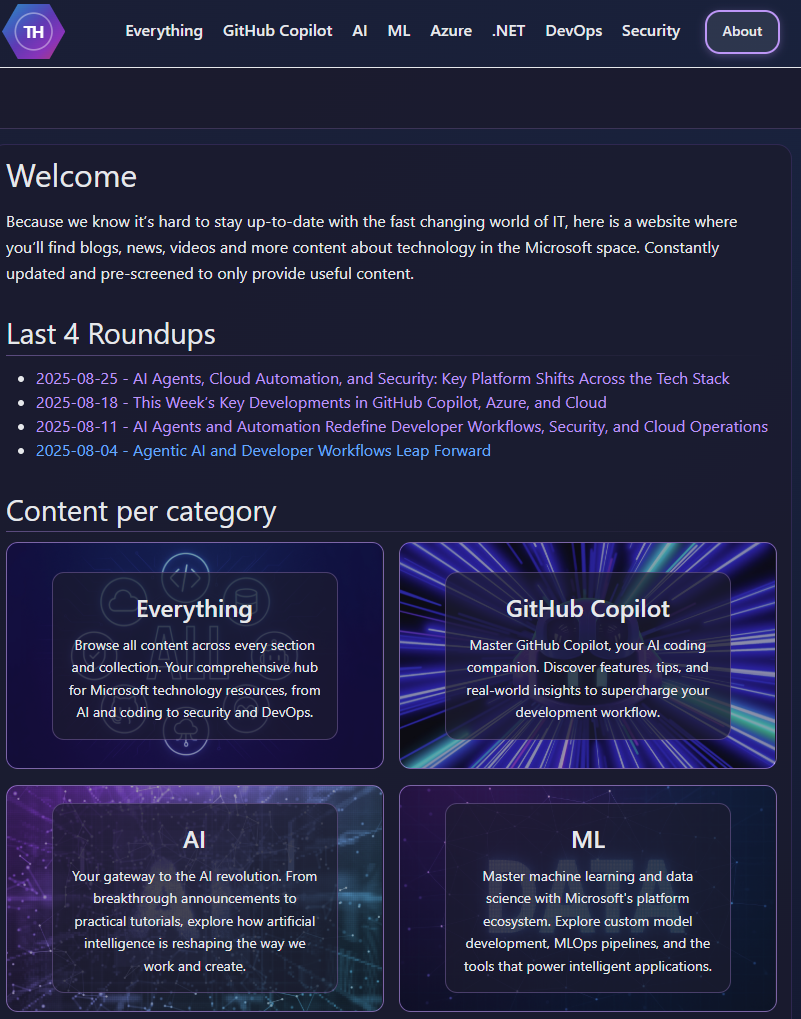 TH
Everything GitHub Copilot AI ML Azure .NET DevOps Security About
Welcome
Because we know it’s hard to stay up-to-date with the fast changing world of IT, here is a website where
you’ll find blogs, news, videos and more content about technology in the Microsoft space. Constantly
updated and pre-screened to only provide useful content.
Last 4 Roundups
2025-08-25 - AI Agents, Cloud Automation, and Security: Key Platform Shifts Across the Tech Stack
2025-08-18 - This Week’s Key Developments in GitHub Copilot, Azure, and Cloud
2025-08-11 - AI Agents and Automation Redefine Developer Workflows, Security, and Cloud Operations
2025-08-04 - Agentic AI and Developer Workflows Leap Forward
Content per category
Everything
ALL
Browse all content across every section
and collection. Your comprehensive hub
for Microsoft technology resources, from
AI and coding to security and DevOps.
GitHub Copilot
Master GitHub Copilot, your AI coding
companion. Discover features, tips, and
real-world insights to supercharge your
development workflow.
AI
Your gateway to the AI revolution. From
breakthrough announcements to
practical tutorials, explore how artificial
intelligence is reshaping the way we
work and create.
ML
DATA
Master machine learning and data
science with Microsoft's platform
ecosystem. Explore custom model
development, MLOps pipelines, and the
tools that power intelligent applications.